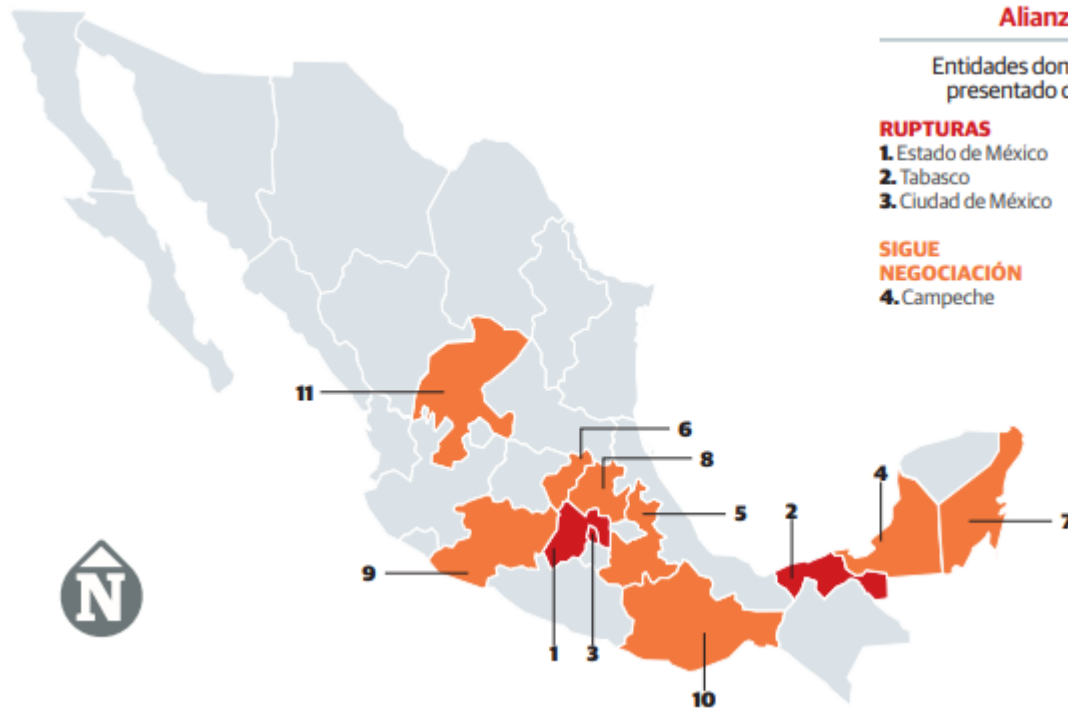 Alianz
Entidades don
presentado
RUPTURAS
1. Estado de México
2. Tabasco
3. Ciudad de México
SIGUE
NEGOCIACIÓN
4. Campeche
11
6
8
4
5
2
7
9
1
3
10
N